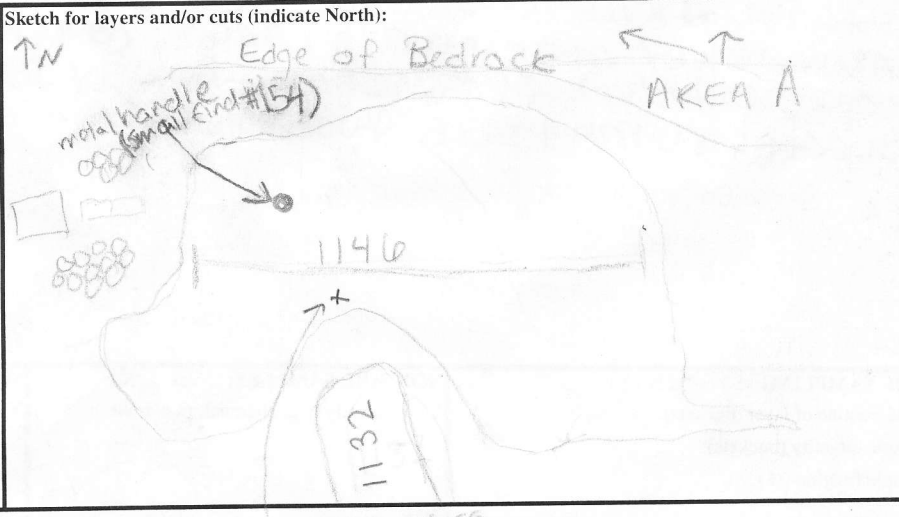 Sketch for layers and/or cuts (indicate North):
↑N
Edge of Bedrock
AREA A
metal handle
(small find #154)
1146
+
1132